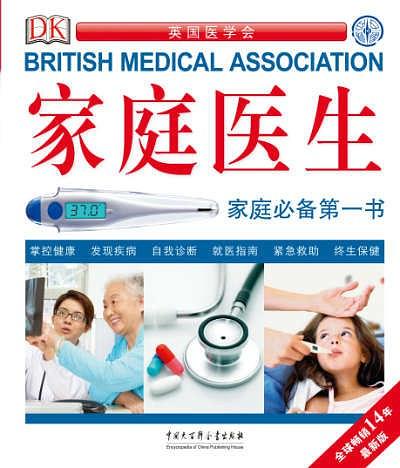 DK
英国医学会
BRITISH MEDICAL ASSOCIATION
家庭医生
37.0
家庭必备第一书
掌控健康 发现疾病 自我诊断 就医指南 紧急救助 终生保健
全球畅销14年
最新版
中国大百科全书出版社
Encyclopedia of China Publishing House